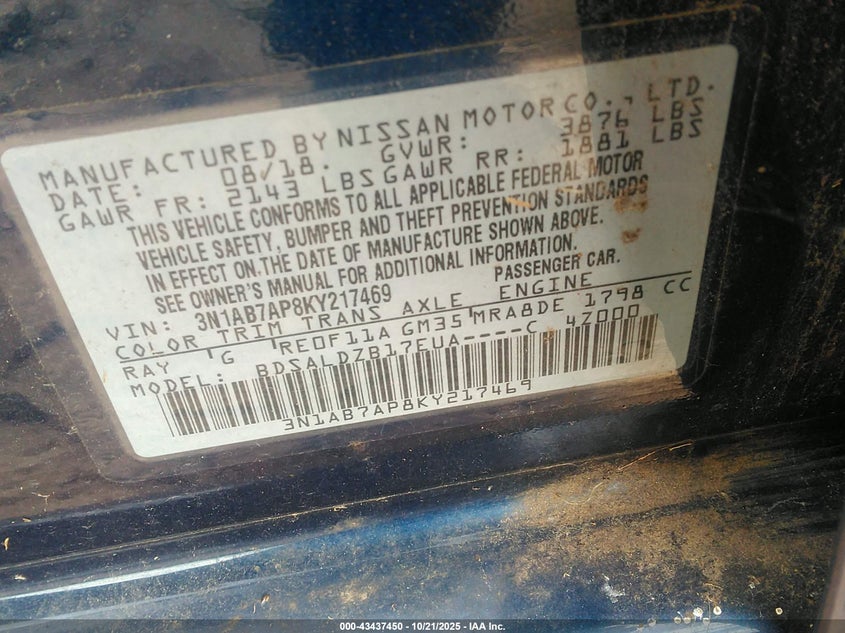 MANUFACTURED BY NISSAN MOTOR CO., LTD.
DATE: 08/18. GVWR: 3876 LBS
GAWR FR: 2143 LBS GAWR RR: 1881 LBS
THIS VEHICLE CONFORMS TO ALL APPLICABLE FEDERAL MOTOR
VEHICLE SAFETY, BUMPER AND THEFT PREVENTION STANDARDS
IN EFFECT ON THE DATE OF MANUFACTURE SHOWN ABOVE.
SEE OWNER'S MANUAL FOR ADDITIONAL INFORMATION.
VIN: 3N1AB7AP8KY217469 PASSENGER CAR.
COLOR TRIM TRANS AXLE ENGINE
RAY G RE0F11A GM35 MRA8DE 1798 CC
MODEL: BDSALDZB17EUA----C 4Z000
3N1AB7AP8KY217469
000-43437450 - 10/21/2025 - IAA Inc.